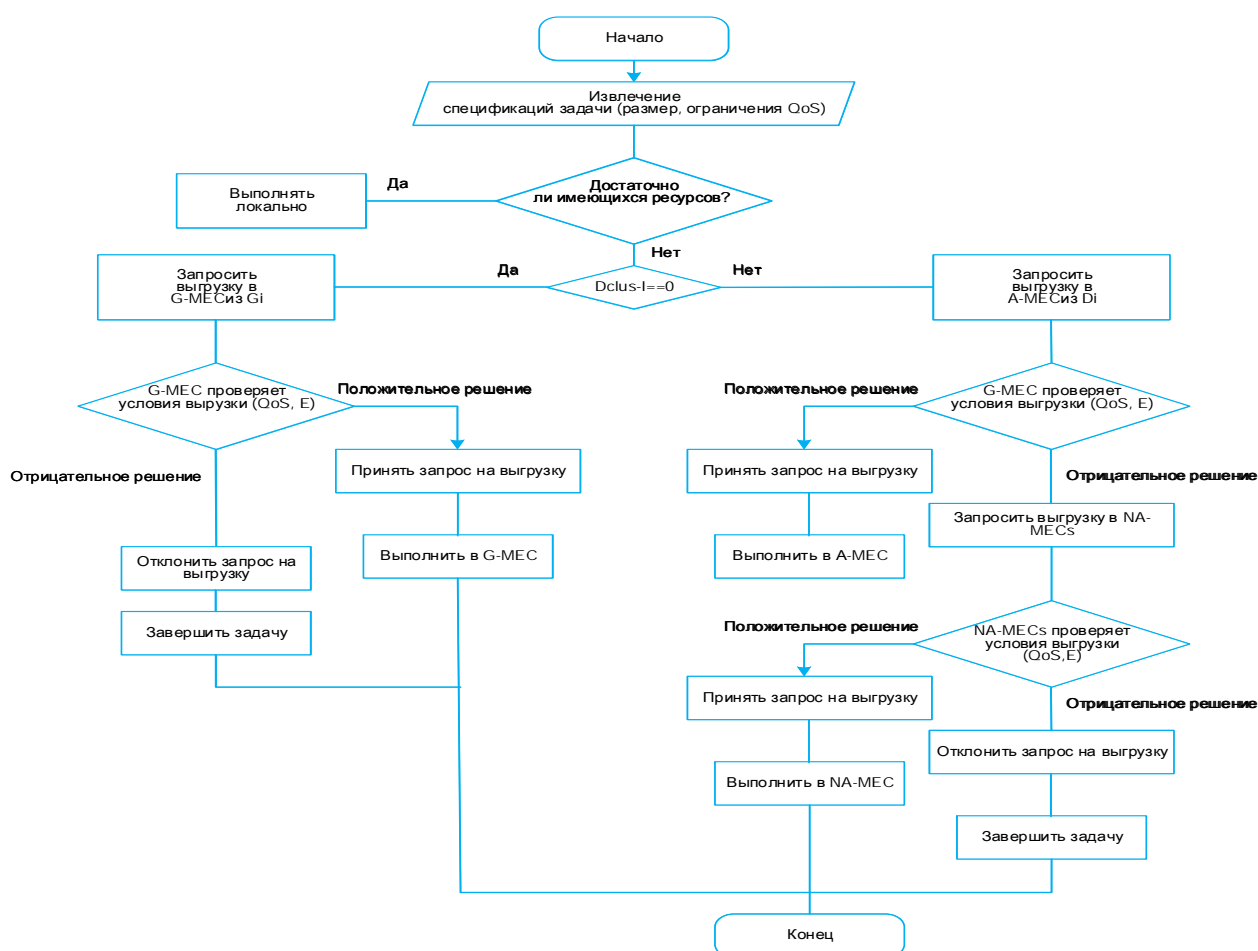 Начало
Извлечение
спецификаций задачи (размер, ограничения QoS)
Да
Достаточно
ли имеющихся ресурсов?
Выполнять
локально
Нет
Запросить
выгрузку в
G-MECиз Gi
Да
Dclus-I==0
Нет
Запросить
выгрузку в
A-MECиз Di
G-MEC проверяет
условия вырузки (QoS, E)
Положительное решение
Положительное решение
G-MEC проверяет
условия выгрузки (QoS, E)
Отрицательное решение
Принять запрос на выгрузку
Принять запрос на выгрузку
Отрицательное решение
Запросить выгрузку в NA-
MECs
Отклонить запрос на
выгрузку
Выполнить в G-MEC
Выполнить в A-MEC
Завершить задачу
Положительное решение
NA-MECs проверяет
условия выгрузки
(QoS,E)
Принять запрос на выгрузку
Отрицательное решение
Отклонить запрос на выгрузку
Выполнить в NA-MEC
Завершить задачу
Конец